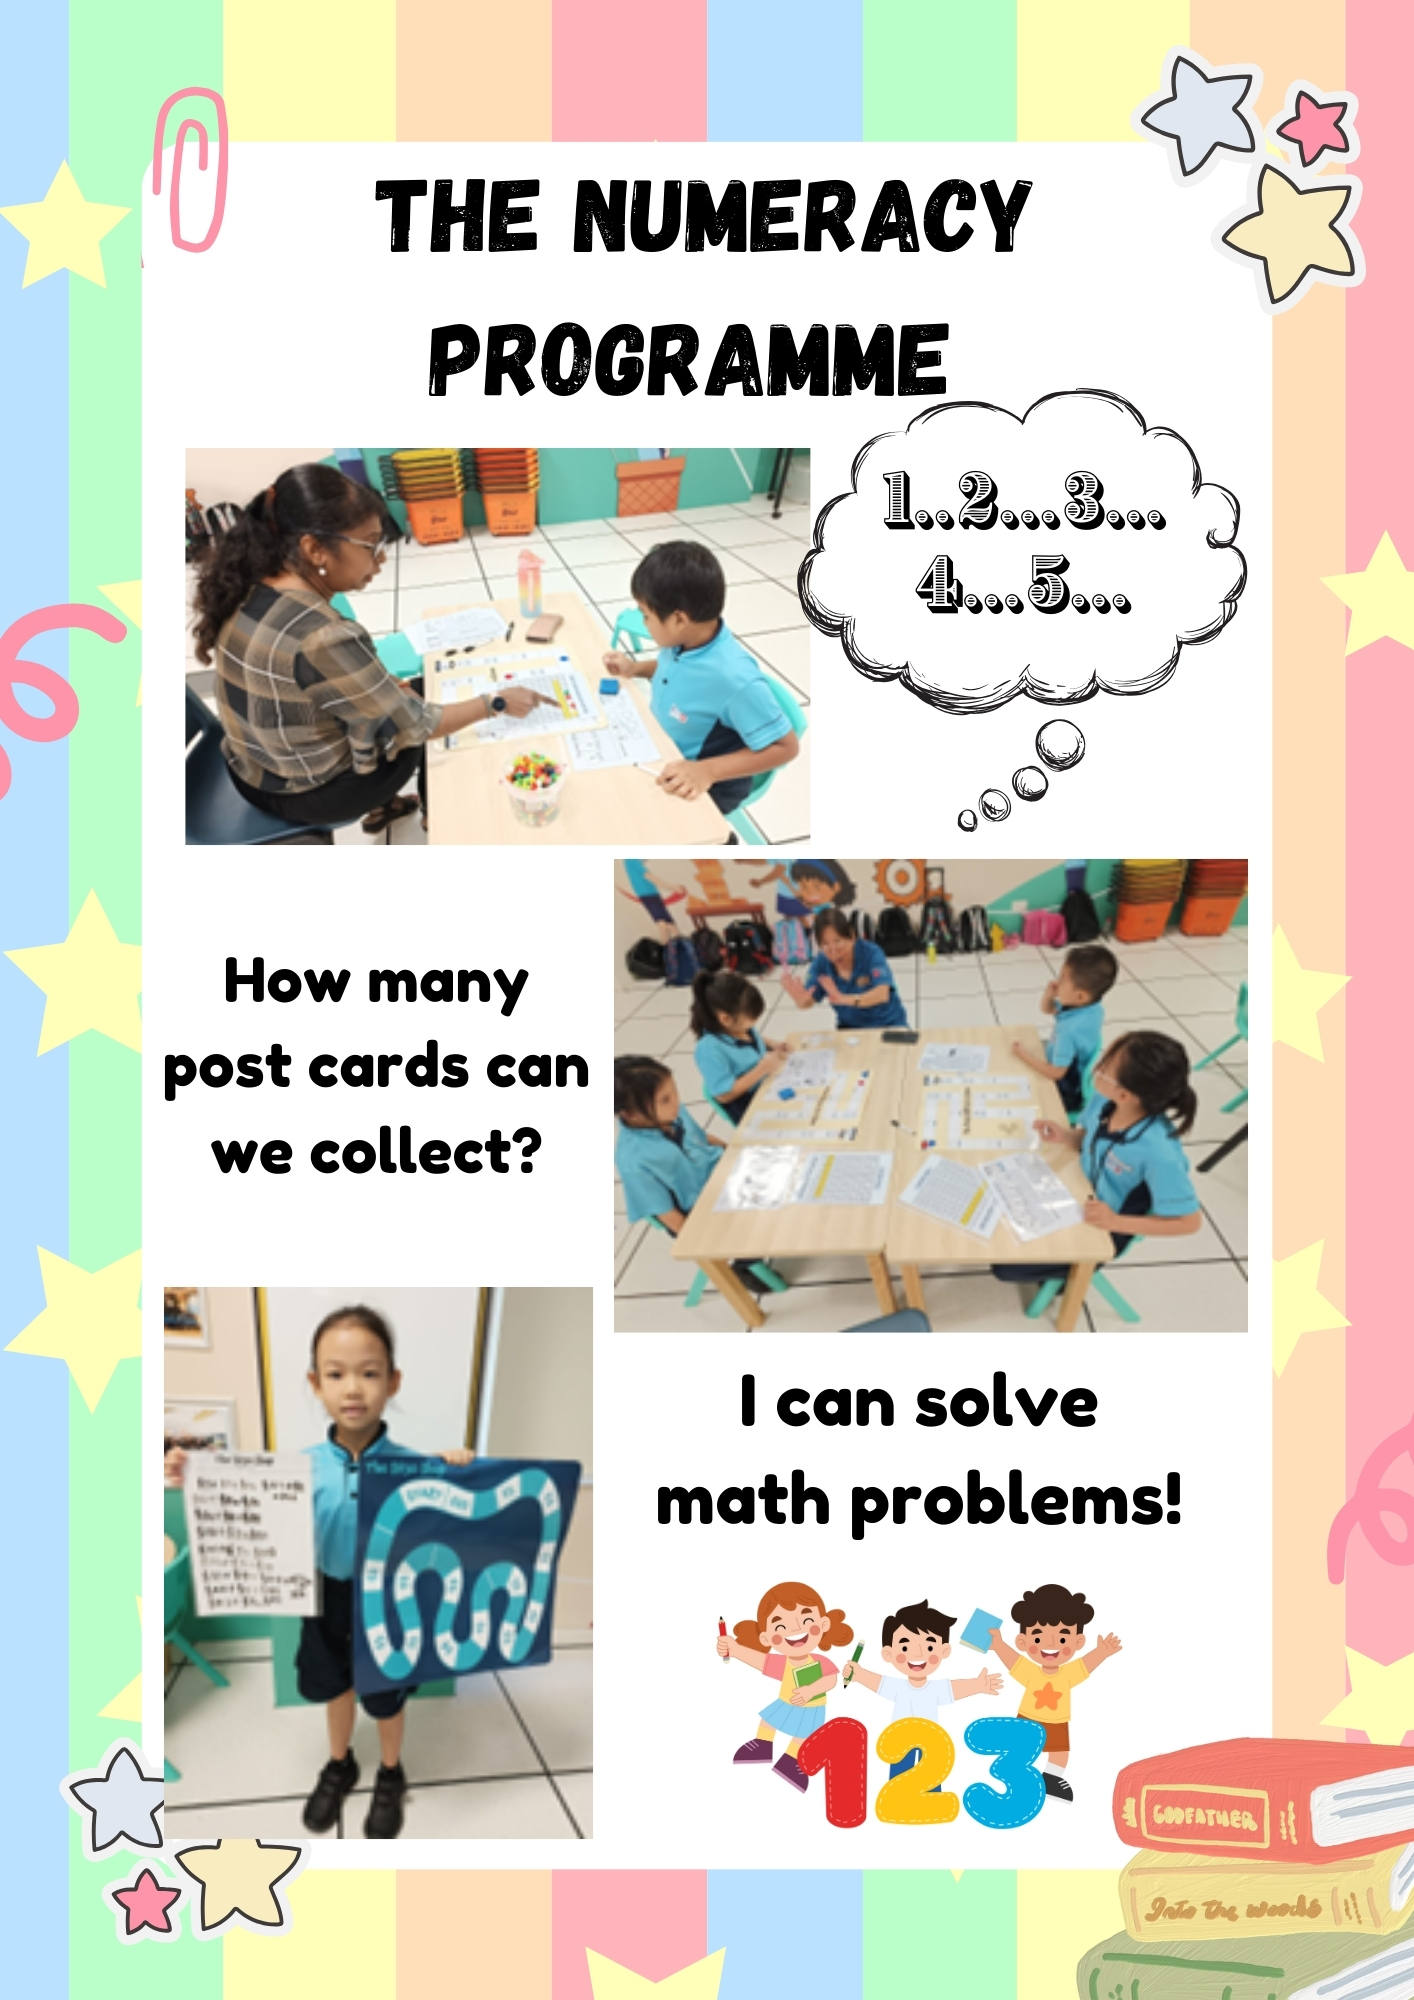 THE NUMERACY
PROGRAMME
1..2...3...
4...5...
How many
post cards can
we collect?
I can solve
math problems!
123
GODFATHER
Into the woods